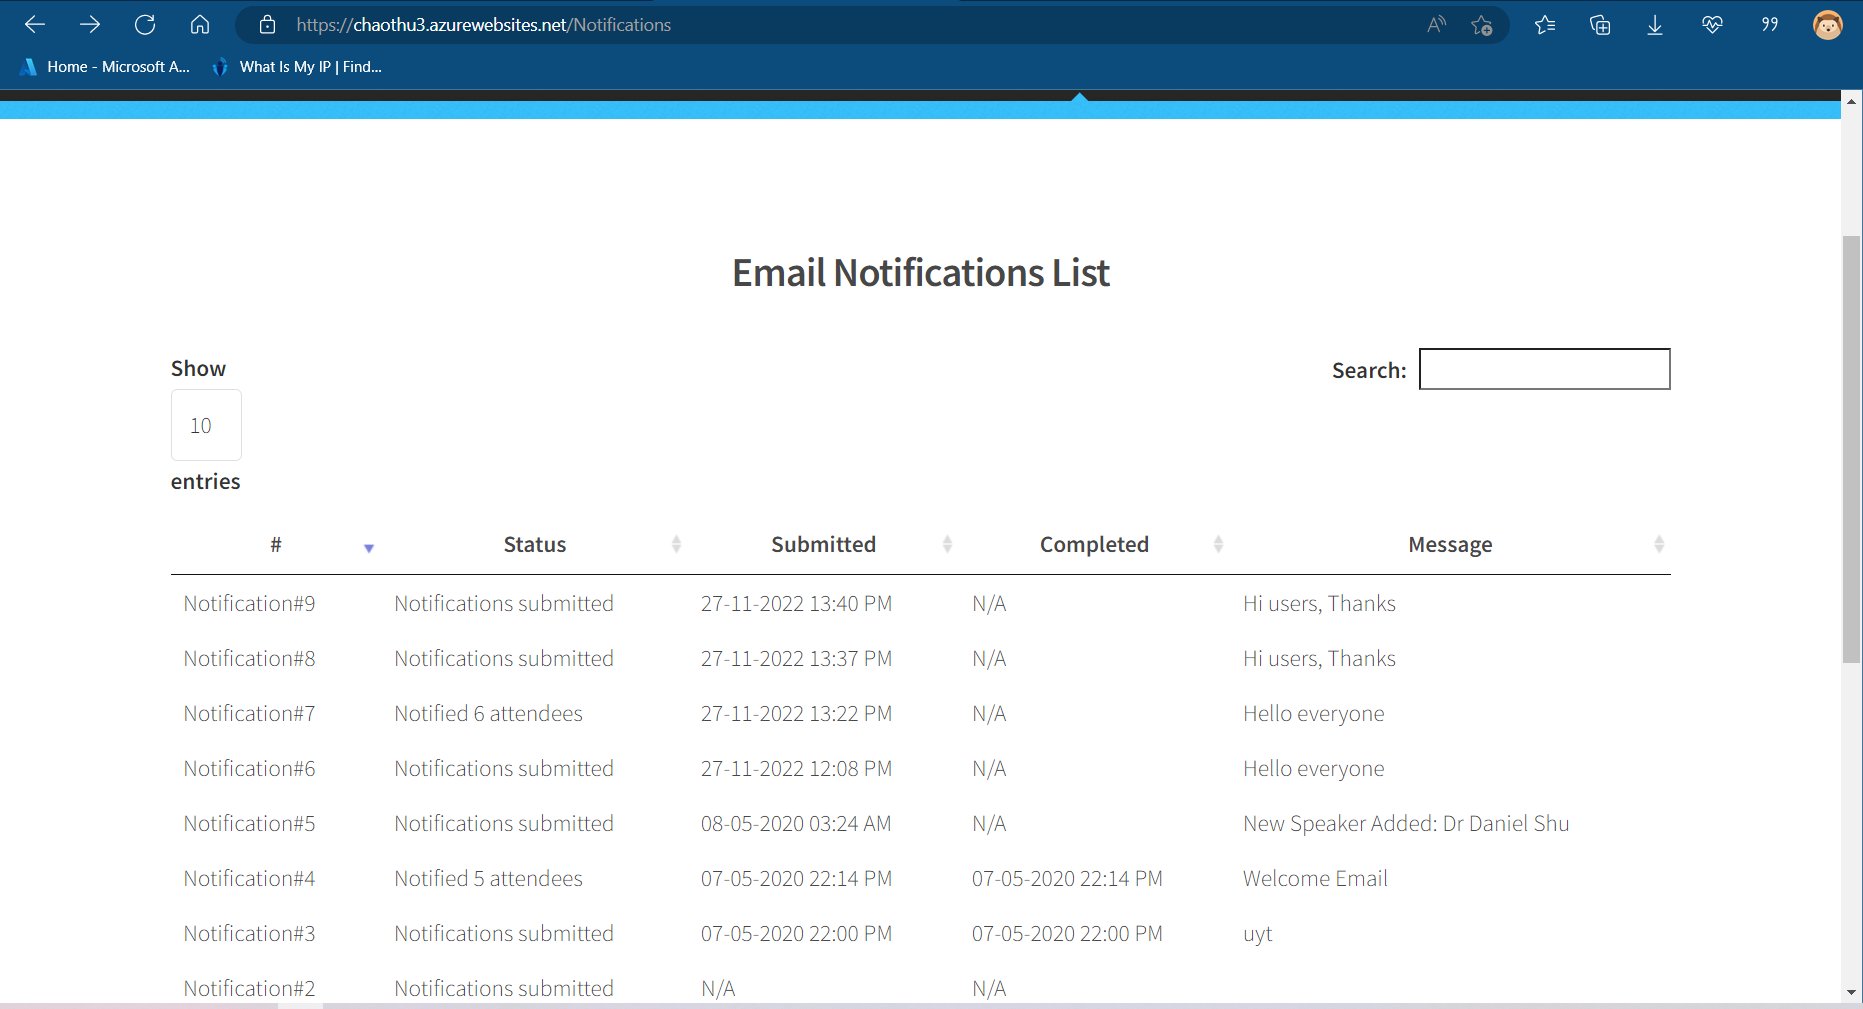 https://chaothu3.azurewebsites.net/Notifications
Home - Microsoft A... What Is My IP | Find...
Email Notifications List
Show
Search:
10
entries
# Status Submitted Completed Message
Notification#9 Notifications submitted 27-11-2022 13:40 PM N/A Hi users, Thanks
Notification#8 Notifications submitted 27-11-2022 13:37 PM N/A Hi users, Thanks
Notification#7 Notified 6 attendees 27-11-2022 13:22 PM N/A Hello everyone
Notification#6 Notifications submitted 27-11-2022 12:08 PM N/A Hello everyone
Notification#5 Notifications submitted 08-05-2020 03:24 AM N/A New Speaker Added: Dr Daniel Shu
Notification#4 Notified 5 attendees 07-05-2020 22:14 PM 07-05-2020 22:14 PM Welcome Email
Notification#3 Notifications submitted 07-05-2020 22:00 PM 07-05-2020 22:00 PM uyt
Notification#2 Notifications submitted N/A N/A